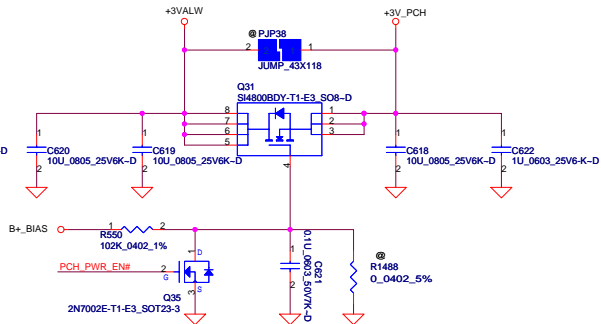 +3VALW
+3V_PCH
@ PJP38
2
1
JUMP_43X118
Q31
SI4800BDY-T1-E3_SO8~D
8
7
6
5
1
2
3
4
~D
1
2
C620
10U_0805_25V6K~D
1
2
C619
10U_0805_25V6K~D
1
2
C618
10U_0805_25V6K~D
1
2
C622
1U_0603_25V6-K~D
B+_BIAS
1
2
R550
102K_0402_1%
PCH_PWR_EN#
1
D
2
G
3
S
Q35
2N7002E-T1-E3_SOT23-3
1
2
C621
0.1U_0603_50V7K~D
@
R1488
0_0402_5%